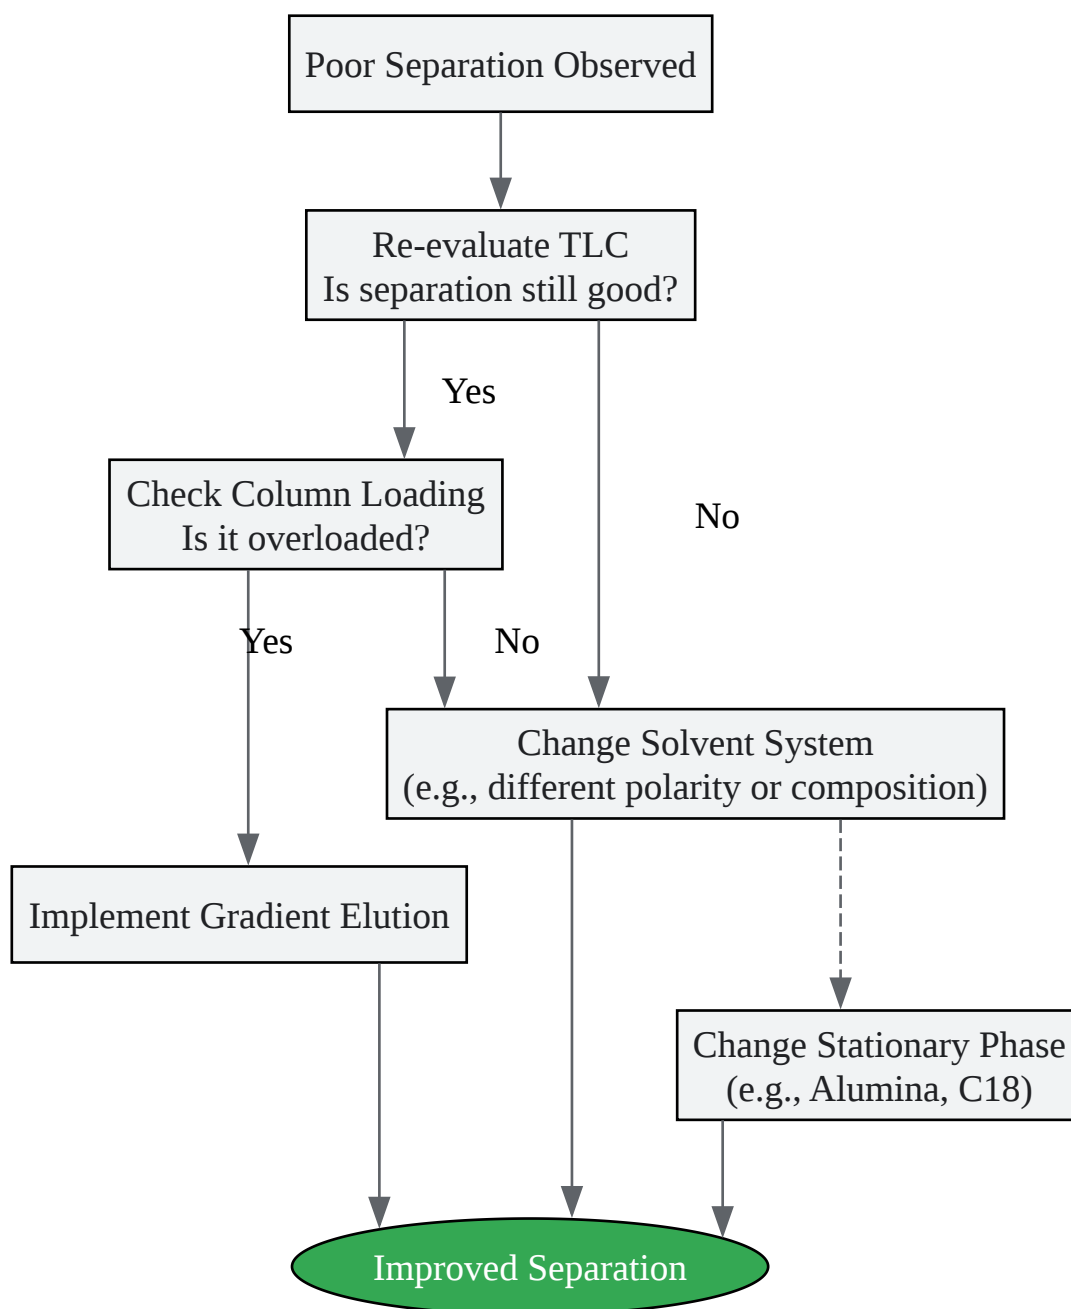 Poor Separation Observed
Re-evaluate TLC
Is separation still good?
Yes
Check Column Loading
Is it overloaded?
No
Yes
No
Change Solvent System
(e.g., different polarity or composition)
Implement Gradient Elution
Change Stationary Phase
(e.g., Alumina, C18)
Improved Separation